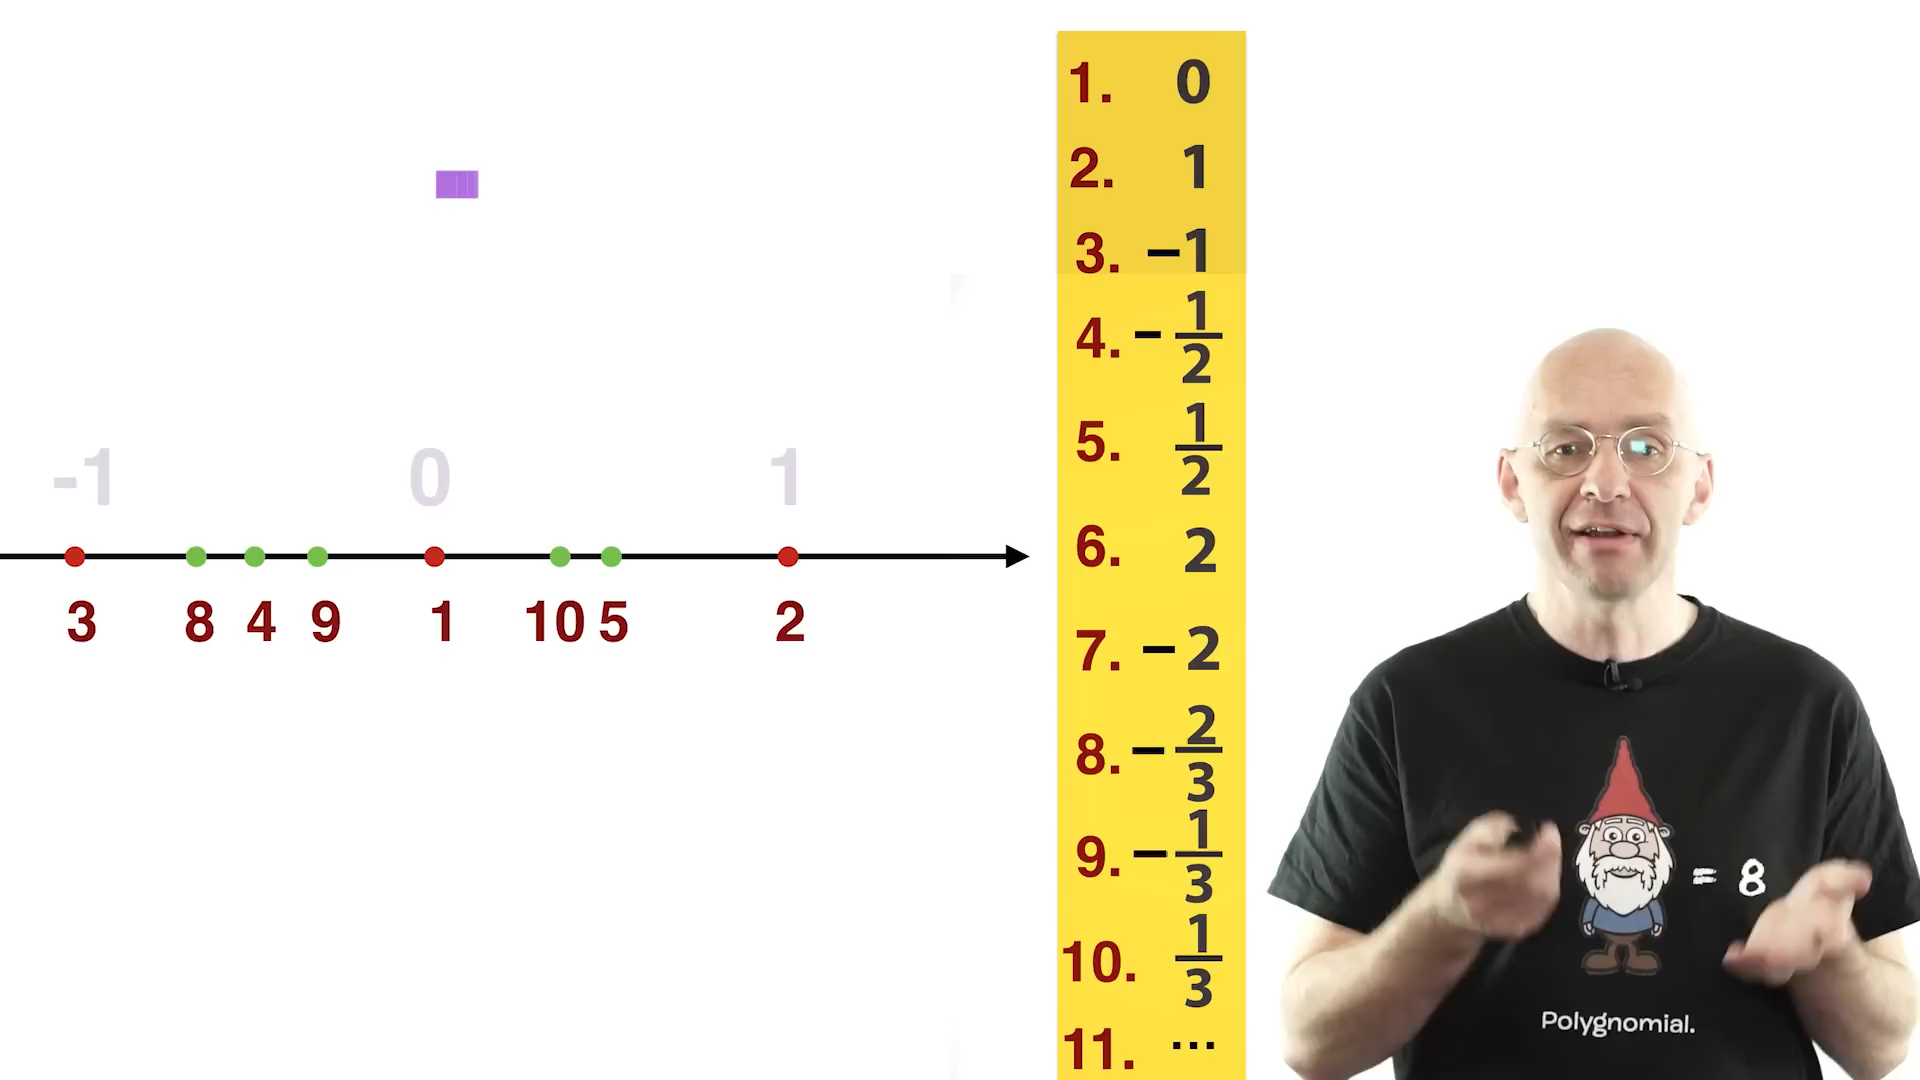 -1 0 1
3 8 4 9 1 10 5 2
1. 0
2. 1
3. -1
4. - 1/2
5. 1/2
6. 2
7. - 2
8. - 2/3
9. - 1/3
10. 1/3
11. ...
= 8
Polygnomial.